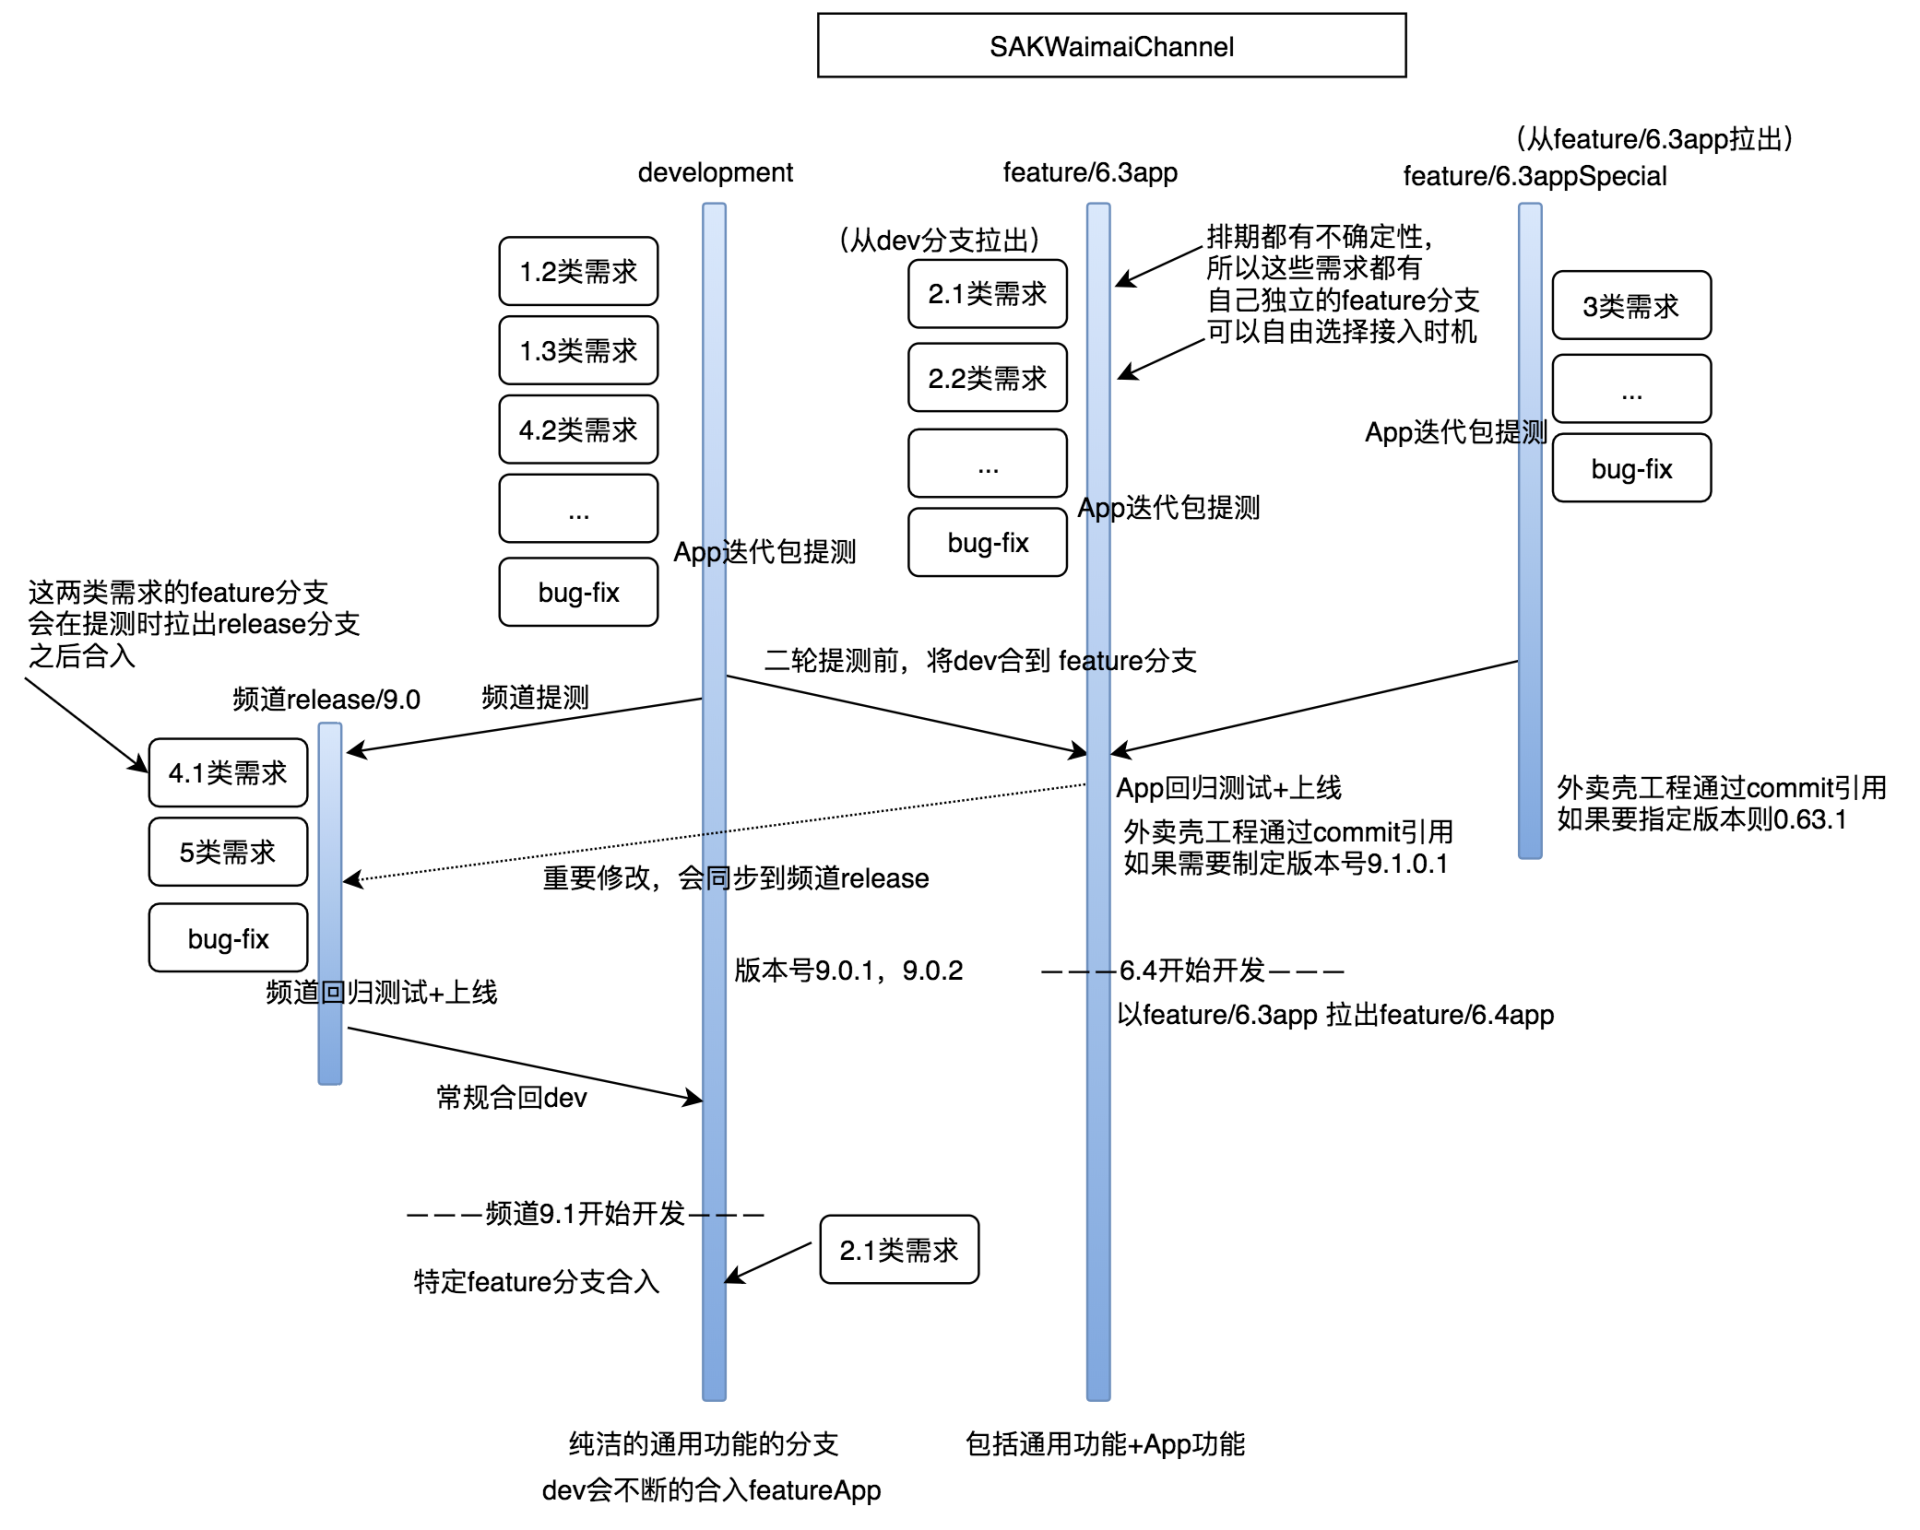 SAKWaimaiChannel
（从feature/6.3app拉出）
development
feature/6.3app
feature/6.3appSpecial
1.2类需求
1.3类需求
4.2类需求
...
bug-fix
App迭代包提测
（从dev分支拉出）
2.1类需求
2.2类需求
...
bug-fix
App迭代包提测
排期都有不确定性，
所以这些需求都有
自己独立的feature分支
可以自由选择接入时机
3类需求
...
bug-fix
App迭代包提测
这两类需求的feature分支
会在提测时拉出release分支
之后合入
二轮提测前，将dev合到 feature分支
频道release/9.0
频道提测
4.1类需求
5类需求
bug-fix
App回归测试+上线
外卖壳工程通过commit引用
如果需要制定版本号9.1.0.1
外卖壳工程通过commit引用
如果要指定版本则0.63.1
重要修改，会同步到频道release
频道回归测试+上线
版本号9.0.1，9.0.2
———6.4开始开发———
以feature/6.3app 拉出feature/6.4app
常规合回dev
———频道9.1开始开发———
2.1类需求
特定feature分支合入
纯洁的通用功能的分支
dev会不断的合入featureApp
包括通用功能+App功能